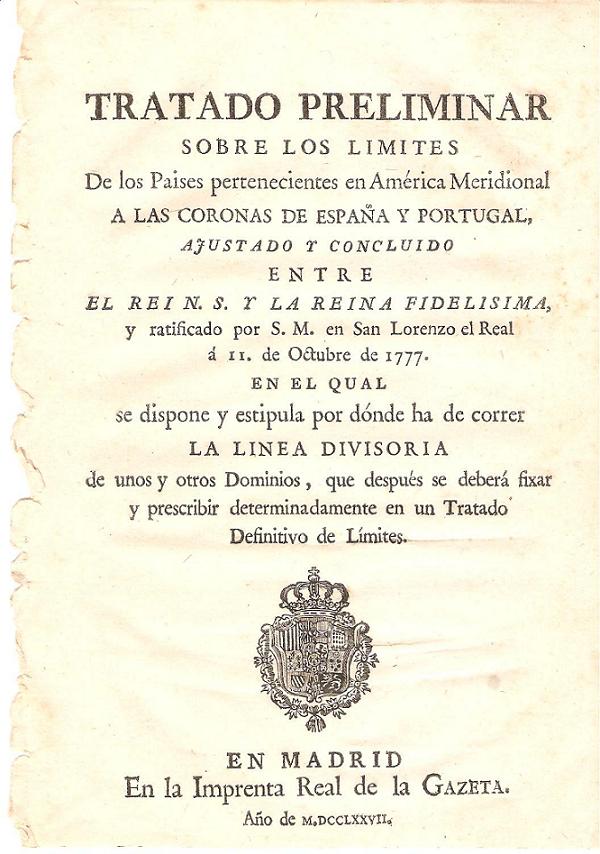 TRATADO PRELIMINAR
SOBRE LOS LIMITES
De los Paises pertenecientes en América Meridional
A LAS CORONAS DE ESPAÑA Y PORTUGAL,
AJUSTADO Y CONCLUIDO
ENTRE
EL REI N. S. Y LA REINA FIDELISIMA,
y ratificado por S. M. en San Lorenzo el Real
á 11. de Octubre de 1777.
EN EL QUAL
se dispone y estipula por dónde ha de correr
LA LINEA DIVISORIA
de unos y otros Dominios, que después se deberá fixar
y prescribir determinadamente en un Tratado
Definitivo de Límites.
EN MADRID
En la Imprenta Real de la GAZETA.
Año de M.DCCLXXVII.